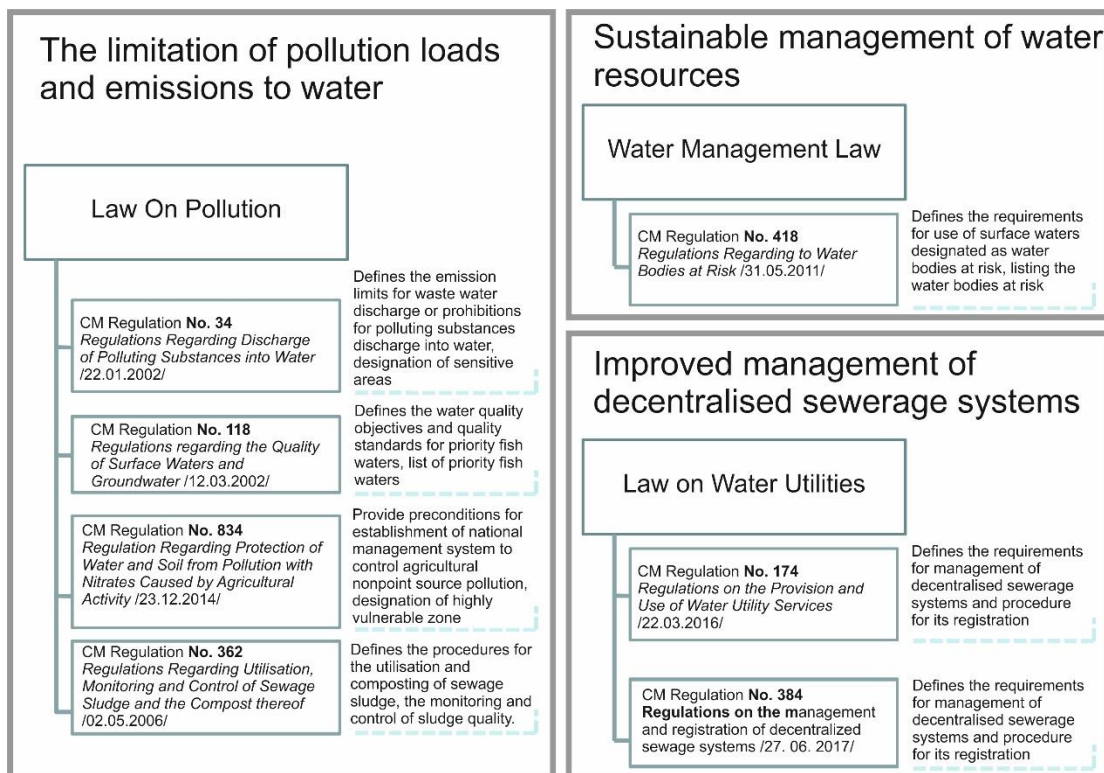 The limitation of pollution loads
and emissions to water
Law On Pollution
CM Regulation No. 34
Regulations Regarding Discharge
of Polluting Substances into Water
/22.01.2002/
Defines the emission
limits for waste water
discharge or prohibitions
for polluting substances
discharge into water,
designation of sensitive
areas
CM Regulation No. 118
Regulations regarding the Quality
of Surface Waters and
Groundwater /12.03.2002/
Defines the water quality
objectives and quality
standards for priority fish
waters, list of priority fish
waters
CM Regulation No. 834
Regulation Regarding Protection of
Water and Soil from Pollution with
Nitrates Caused by Agricultural
Activity /23.12.2014/
Provide preconditions for
establishment of national
management system to
control agricultural
nonpoint source pollution,
designation of highly
vulnerable zone
CM Regulation No. 362
Regulations Regarding Utilisation,
Monitoring and Control of Sewage
Sludge and the Compost thereof
/02.05.2006/
Defines the procedures for
the utilisation and
composting of sewage
sludge, the monitoring and
control of sludge quality.
Sustainable management of water
resources
Water Management Law
CM Regulation No. 418
Regulations Regarding to Water
Bodies at Risk /31.05.2011/
Defines the requirements
for use of surface waters
designated as water
bodies at risk, listing the
water bodies at risk
Improved management of
decentralised sewerage systems
Law on Water Utilities
CM Regulation No. 174
Regulations on the Provision and
Use of Water Utility Services
/22.03.2016/
Defines the requirements
for management of
decentralised sewerage
systems and procedure
for its registration
CM Regulation No. 384
Regulations on the management
and registration of decentralized
sewage systems /27. 06. 2017/
Defines the requirements
for management of
decentralised sewerage
systems and procedure
for its registration